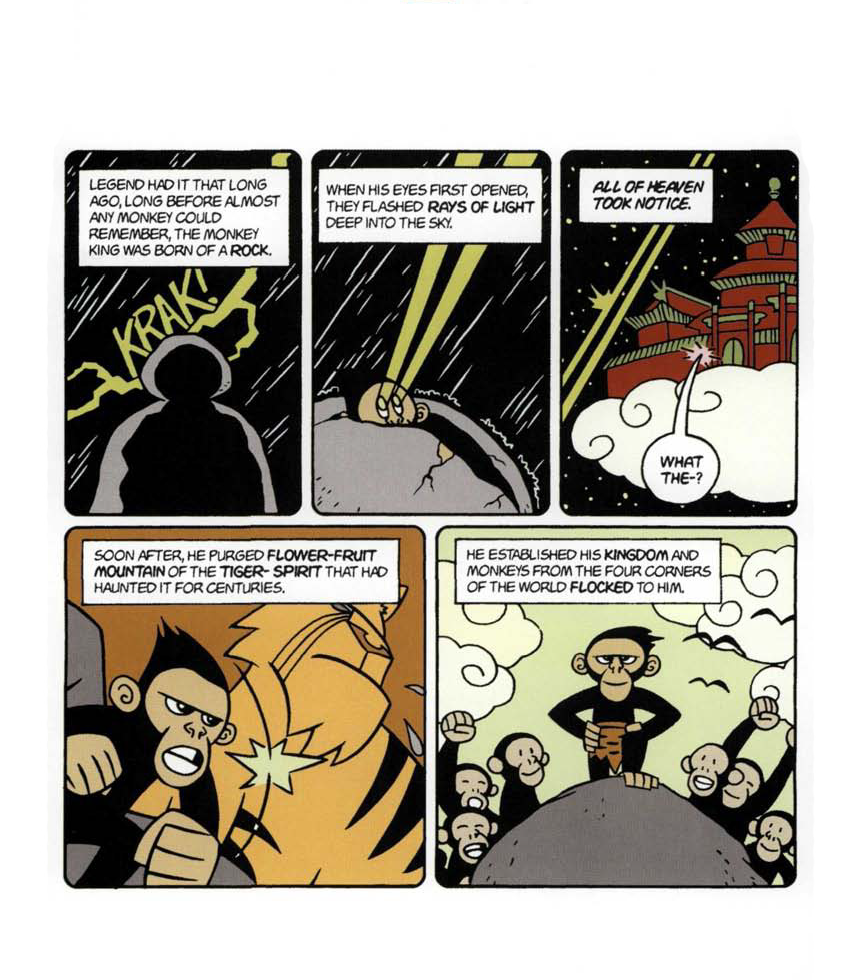 LEGEND HAD IT THAT LONG
AGO, LONG BEFORE ALMOST
ANY MONKEY COULD
REMEMBER, THE MONKEY
KING WAS BORN OF A ROCK.
KRAK!
WHEN HIS EYES FIRST OPENED,
THEY FLASHED RAYS OF LIGHT
DEEP INTO THE SKY.
ALL OF HEAVEN
TOOK NOTICE.
WHAT
THE-?
SOON AFTER, HE PURGED FLOWER-FRUIT
MOUNTAIN OF THE TIGER- SPIRIT THAT HAD
HAUNTED IT FOR CENTURIES.
HE ESTABLISHED HIS KINGDOM AND
MONKEYS FROM THE FOUR CORNERS
OF THE WORLD FLOCKED TO HIM.